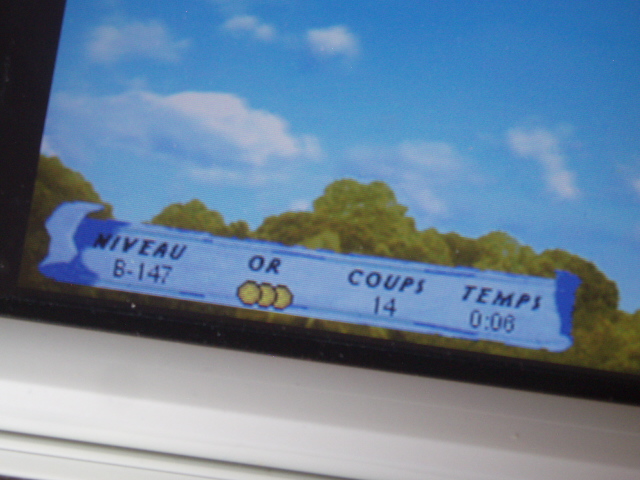 NIVEAU OR COUPS TEMPS
B-147 14 0:06